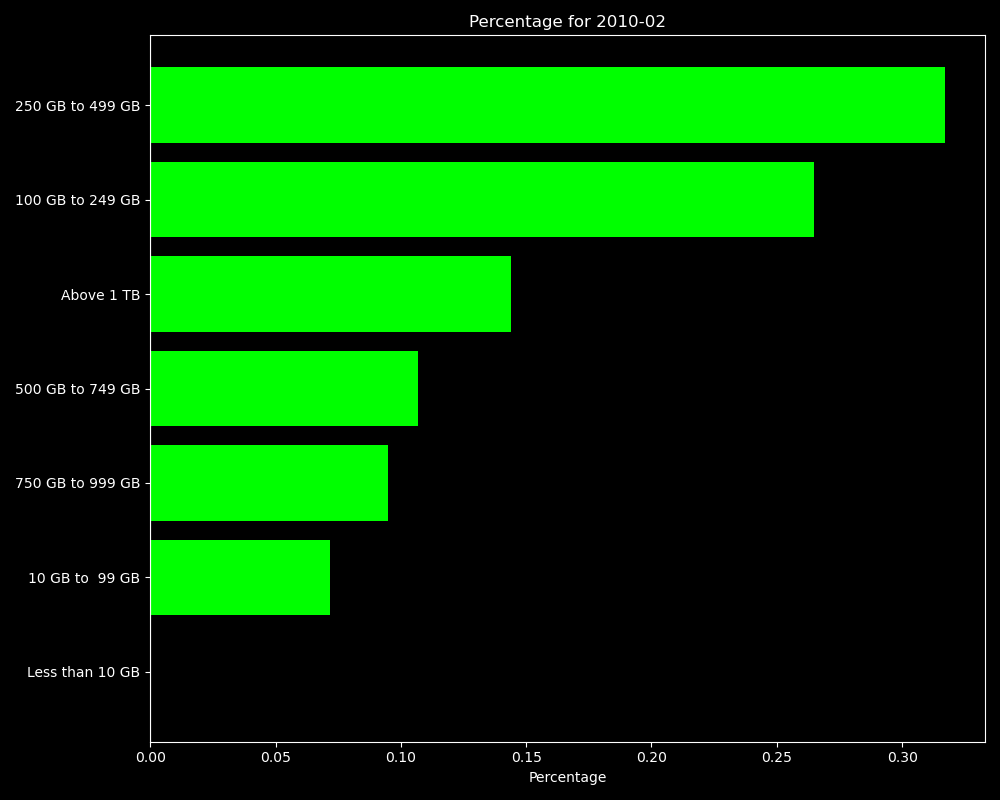 Percentage for 2010-02
250 GB to 499 GB
100 GB to 249 GB
Above 1 TB
500 GB to 749 GB
750 GB to 999 GB
10 GB to  99 GB
Less than 10 GB
0.00 0.05 0.10 0.15 0.20 0.25 0.30
Percentage